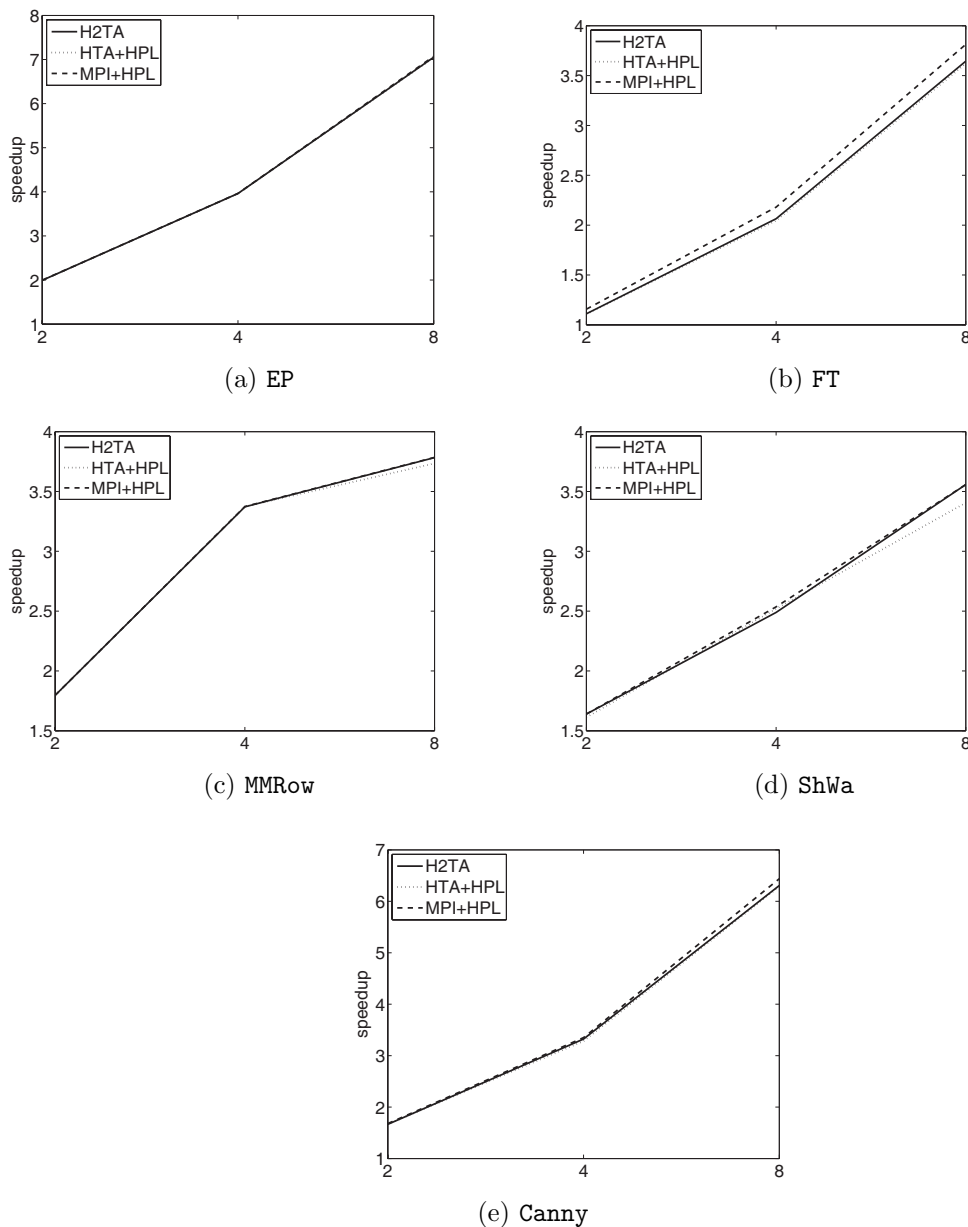 8
7
6
5
4
3
2
1
speedup
H2TA
HTA+HPL
MPI+HPL
2
4
8
(a) EP
4
3.5
3
2.5
2
1.5
1
speedup
H2TA
HTA+HPL
MPI+HPL
2
4
8
(b) FT
4
3.5
3
2.5
2
1.5
speedup
H2TA
HTA+HPL
MPI+HPL
2
4
8
(c) MMRow
4
3.5
3
2.5
2
1.5
speedup
H2TA
HTA+HPL
MPI+HPL
2
4
8
(d) ShWa
7
6
5
4
3
2
1
speedup
H2TA
HTA+HPL
MPI+HPL
2
4
8
(e) Canny